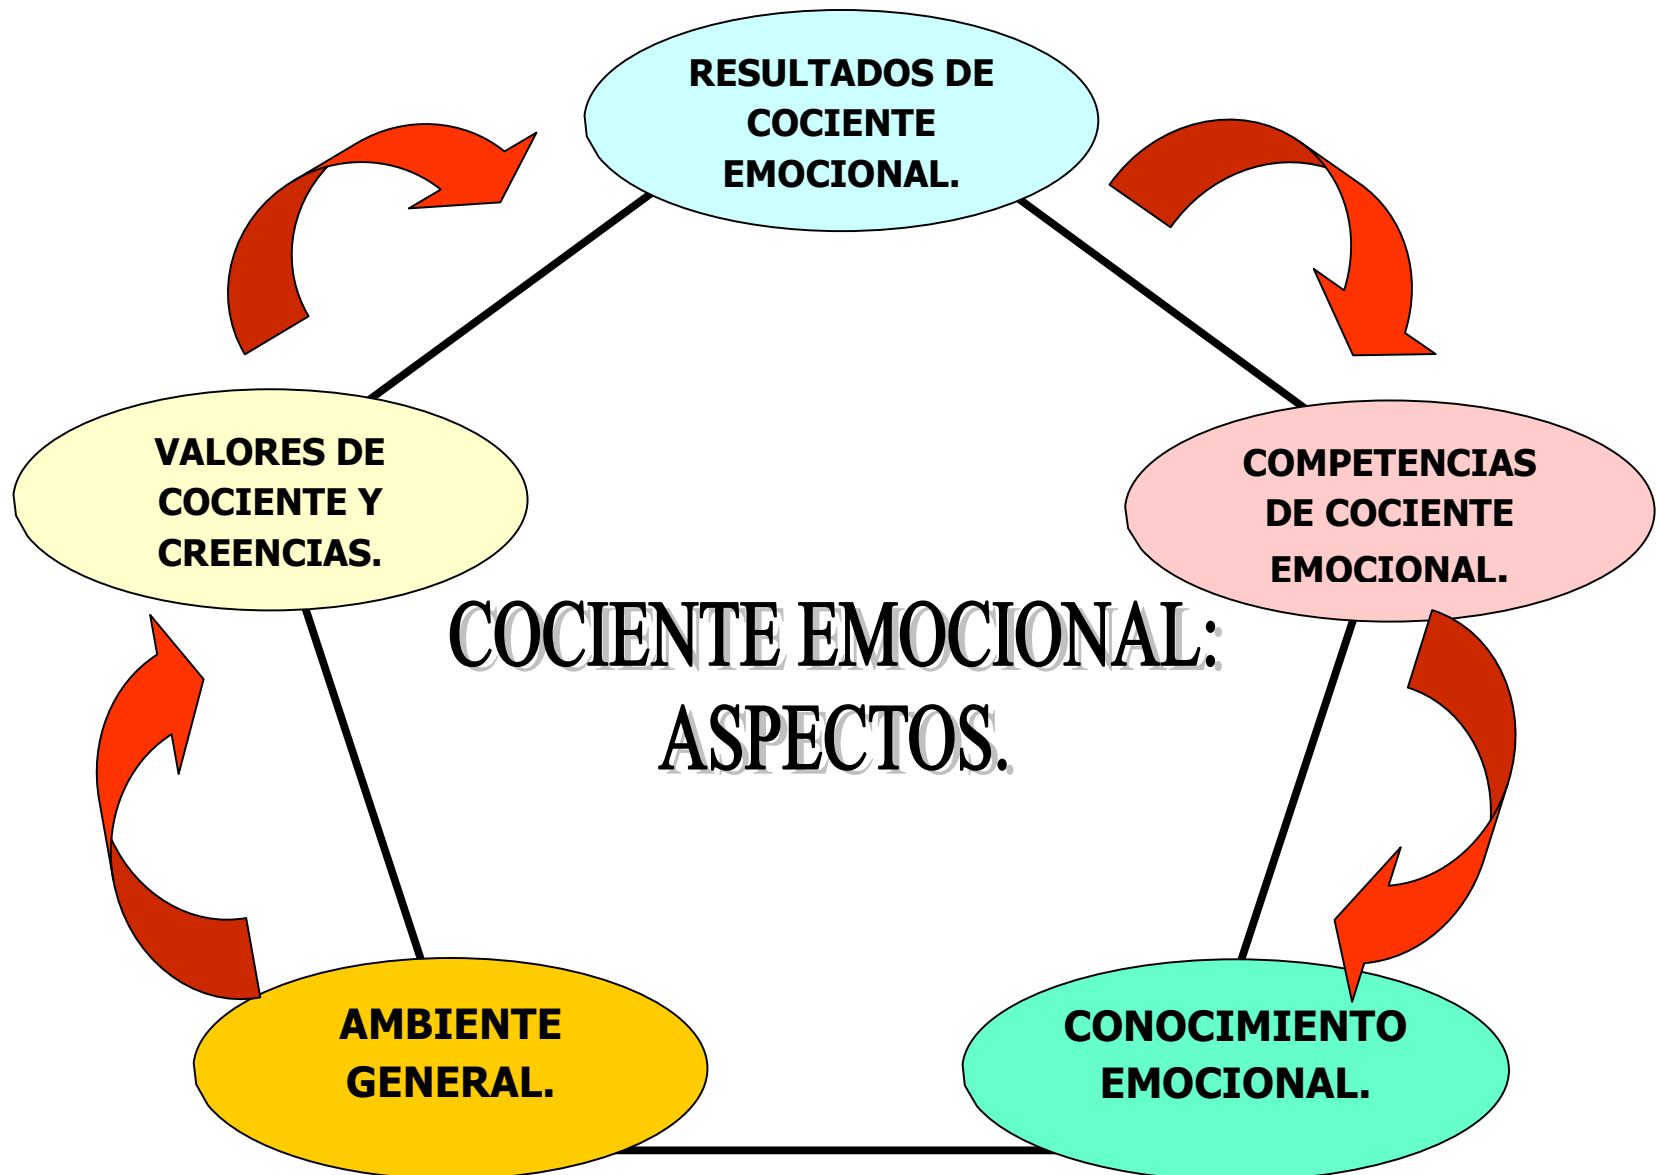 RESULTADOS DE
COCIENTE
EMOCIONAL.
VALORES DE
COCIENTE Y
CREENCIAS.
COMPETENCIAS
DE COCIENTE
EMOCIONAL.
COCIENTE EMOCIONAL:
ASPECTOS.
AMBIENTE
GENERAL.
CONOCIMIENTO
EMOCIONAL.